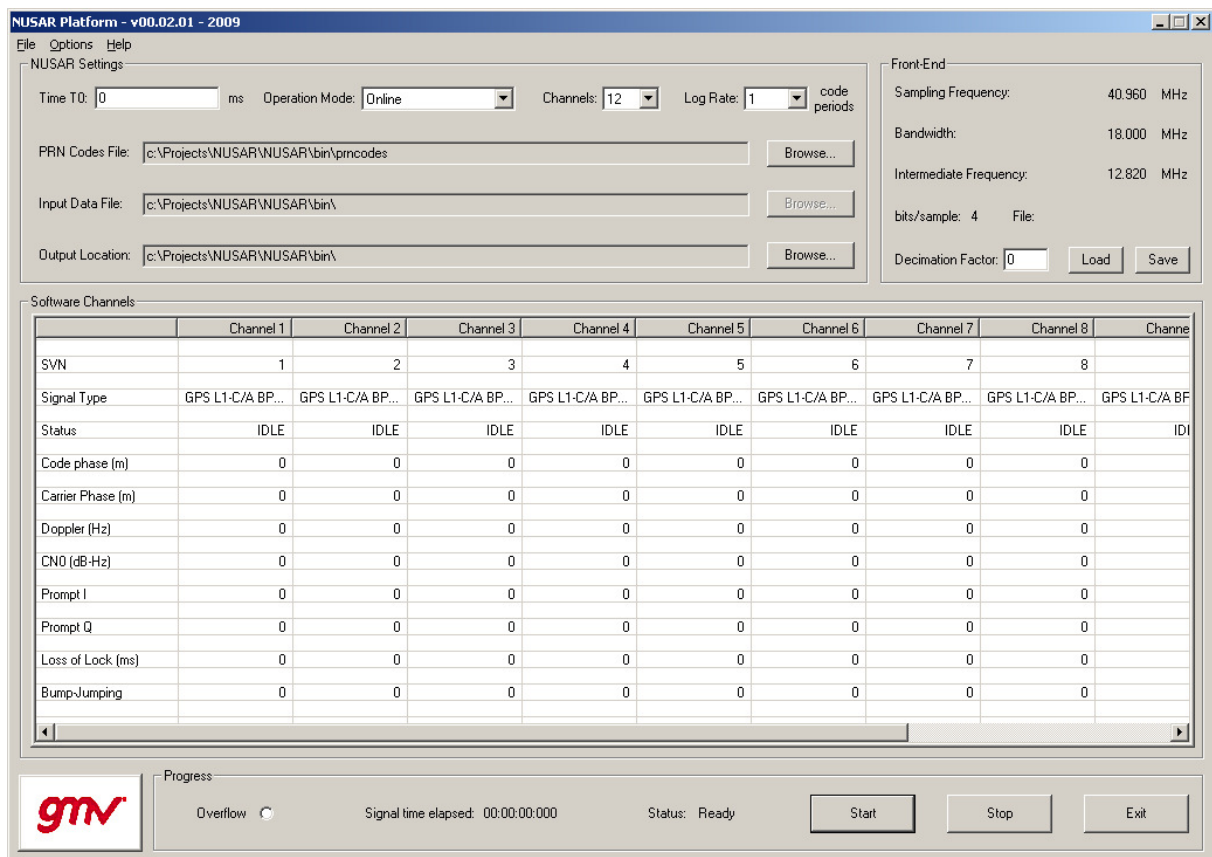 NUSAR Platform - v00.02.01 - 2009
File Options Help
NUSAR Settings
Time T0: 0 ms Operation Mode: Online Channels: 12 Log Rate: 1 code periods
PRN Codes File: c:\Projects\NUSAR\NUSAR\bin\prncodes Browse...
Input Data File: c:\Projects\NUSAR\NUSAR\bin\ Browse...
Output Location: c:\Projects\NUSAR\NUSAR\bin\ Browse...
Front-End
Sampling Frequency: 40.960 MHz
Bandwidth: 18.000 MHz
Intermediate Frequency: 12.820 MHz
bits/sample: 4 File:
Decimation Factor: 0 Load Save
Software Channels
Channel 1 Channel 2 Channel 3 Channel 4 Channel 5 Channel 6 Channel 7 Channel 8 Channe
SVN 1 2 3 4 5 6 7 8
Signal Type GPS L1-C/A BP... GPS L1-C/A BP... GPS L1-C/A BP... GPS L1-C/A BP... GPS L1-C/A BP... GPS L1-C/A BP... GPS L1-C/A BP... GPS L1-C/A BP... GPS L1-C/A BF
Status IDLE IDLE IDLE IDLE IDLE IDLE IDLE IDLE IDI
Code phase (m) 0 0 0 0 0 0 0 0
Carrier Phase (m) 0 0 0 0 0 0 0 0
Doppler (Hz) 0 0 0 0 0 0 0 0
CN0 (dB-Hz) 0 0 0 0 0 0 0 0
Prompt I 0 0 0 0 0 0 0 0
Prompt Q 0 0 0 0 0 0 0 0
Loss of Lock (ms) 0 0 0 0 0 0 0 0
Bump-Jumping 0 0 0 0 0 0 0 0
gmv
Progress
Overflow Signal time elapsed: 00:00:00:000 Status: Ready Start Stop Exit